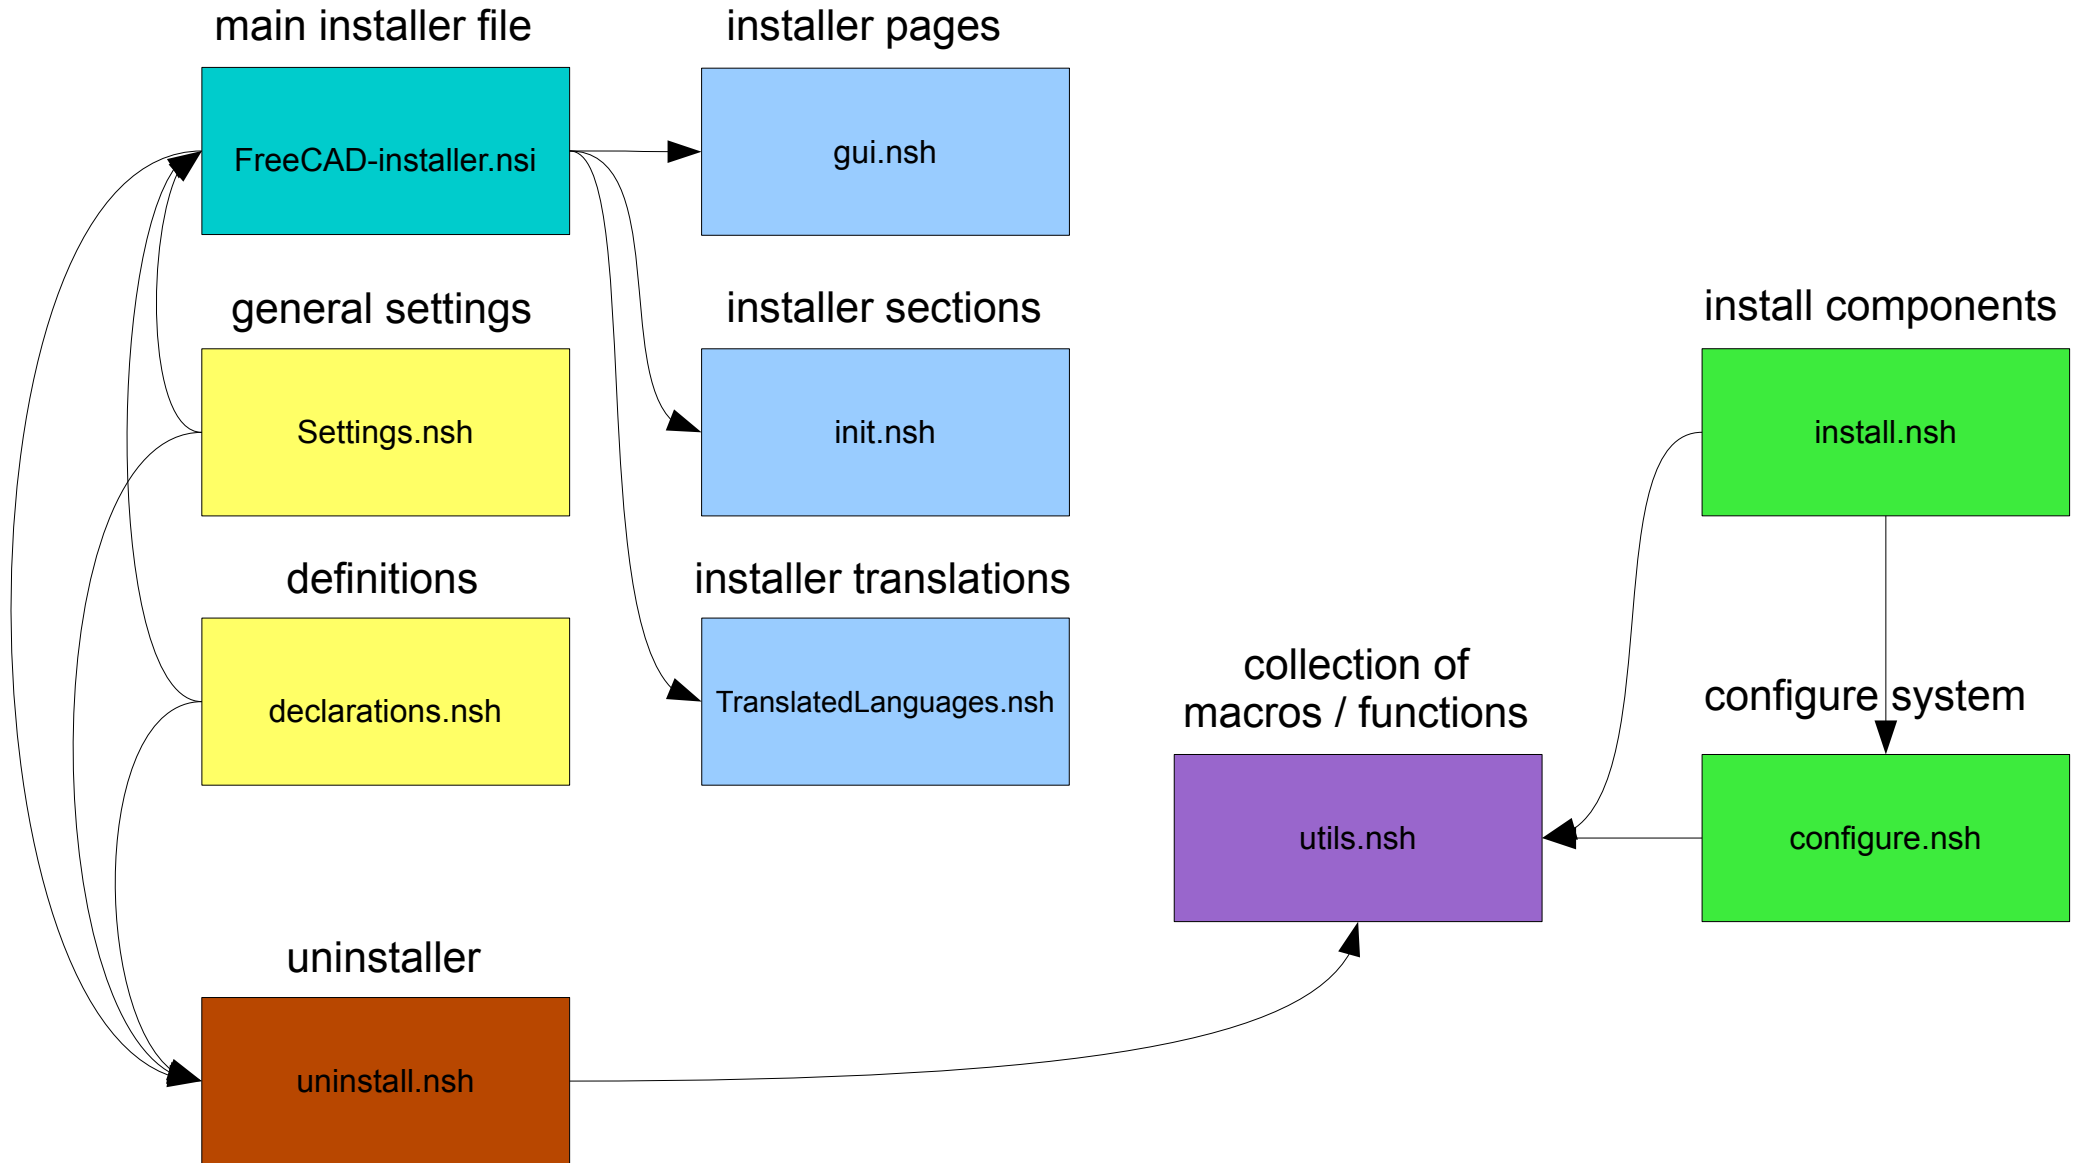 main installer file
FreeCAD-installer.nsi
installer pages
gui.nsh
general settings
Settings.nsh
installer sections
init.nsh
install components
install.nsh
definitions
declarations.nsh
installer translations
TranslatedLanguages.nsh
collection of
macros / functions
utils.nsh
configure system
configure.nsh
uninstaller
uninstall.nsh